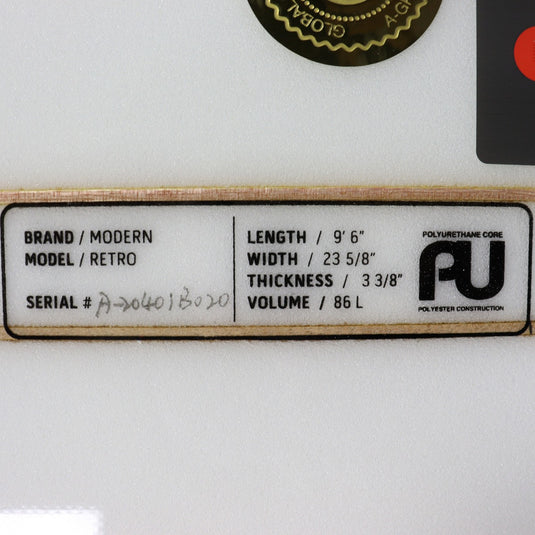 GLOBAL
BRAND / MODERN
MODEL / RETRO
SERIAL # A-20401B020
LENGTH / 9' 6"
WIDTH / 23 5/8"
THICKNESS / 3 3/8"
VOLUME / 86 L
POLYURETHANE CORE
PU
POLYESTER CONSTRUCTION